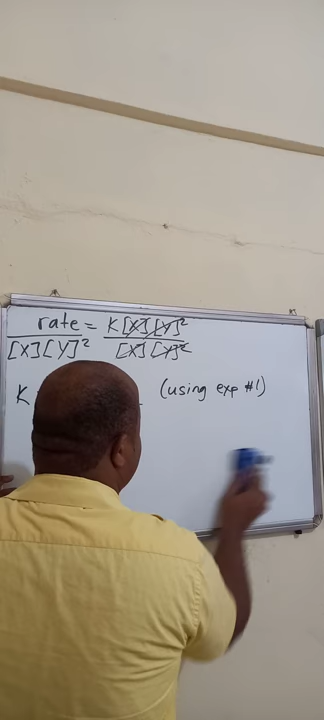 rate = K[X][Y]²
[X][Y]² [X][Y]²
K (using exp #1)